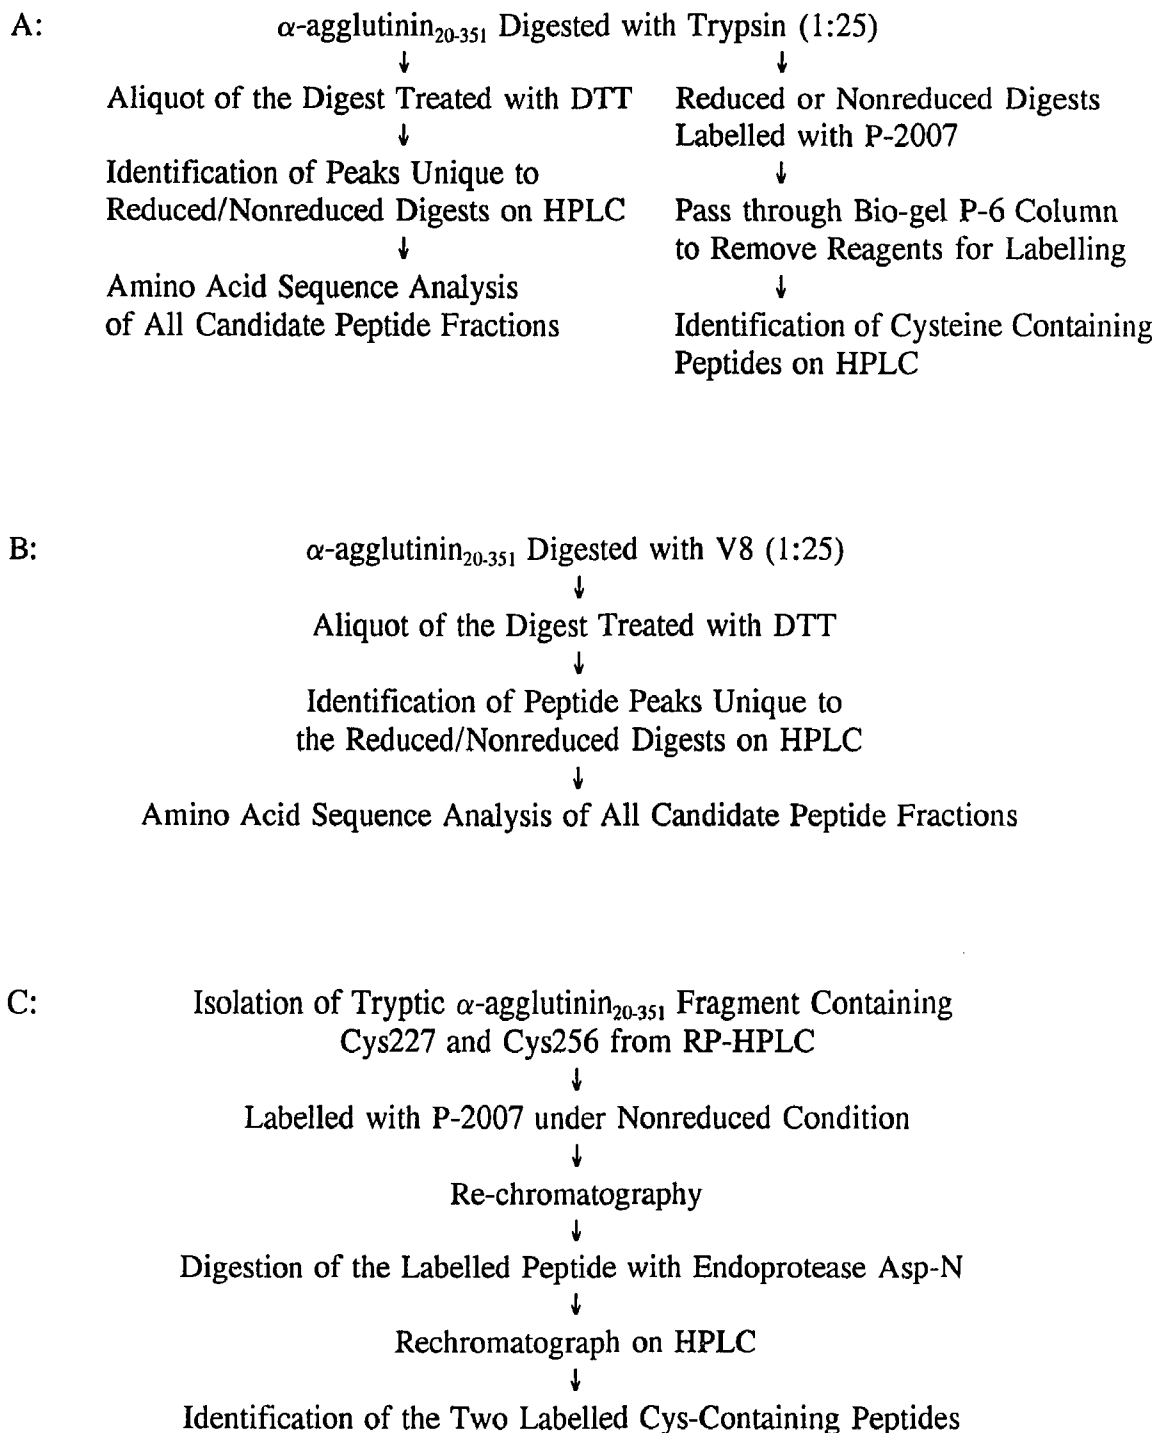 A:
α-agglutinin20-351 Digested with Trypsin (1:25)
↓ ↓
Aliquot of the Digest Treated with DTT
↓
Identification of Peaks Unique to
Reduced/Nonreduced Digests on HPLC
↓
Amino Acid Sequence Analysis
of All Candidate Peptide Fractions
Reduced or Nonreduced Digests
Labelled with P-2007
↓
Pass through Bio-gel P-6 Column
to Remove Reagents for Labelling
↓
Identification of Cysteine Containing
Peptides on HPLC
B:
α-agglutinin20-351 Digested with V8 (1:25)
↓
Aliquot of the Digest Treated with DTT
↓
Identification of Peptide Peaks Unique to
the Reduced/Nonreduced Digests on HPLC
↓
Amino Acid Sequence Analysis of All Candidate Peptide Fractions
C:
Isolation of Tryptic α-agglutinin20-351 Fragment Containing
Cys227 and Cys256 from RP-HPLC
↓
Labelled with P-2007 under Nonreduced Condition
↓
Re-chromatography
↓
Digestion of the Labelled Peptide with Endoprotease Asp-N
↓
Rechromatograph on HPLC
↓
Identification of the Two Labelled Cys-Containing Peptides